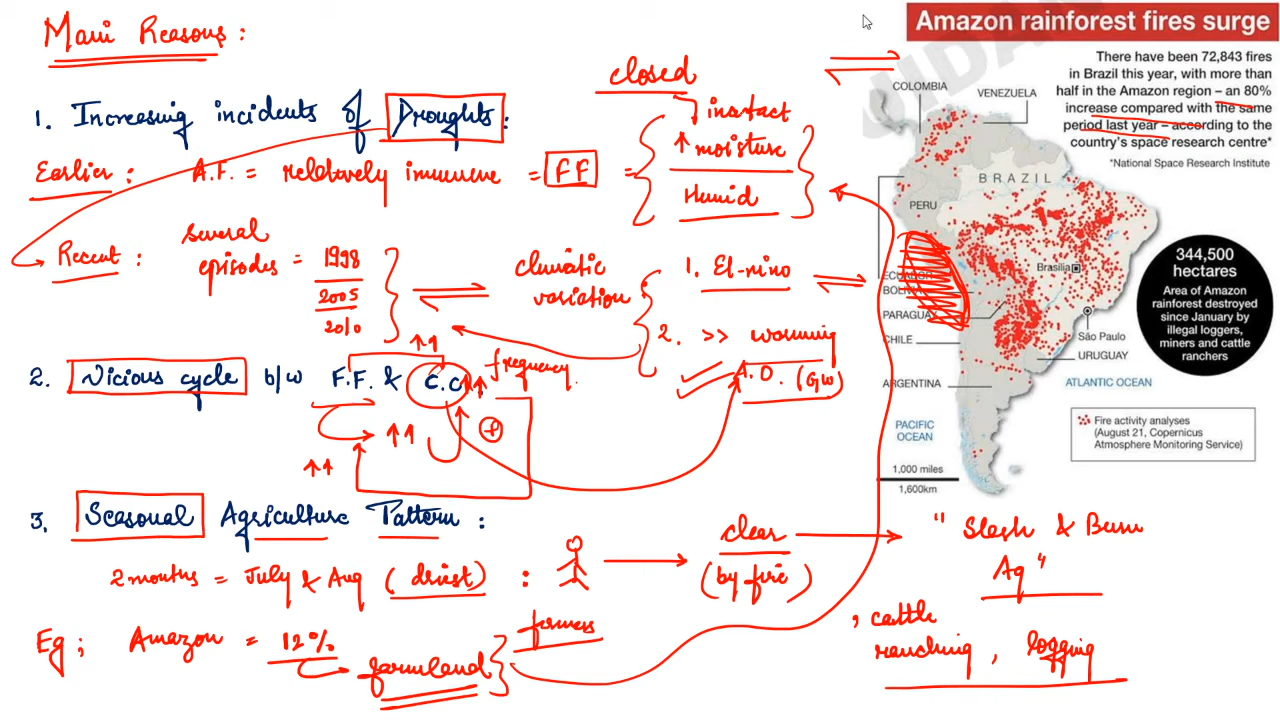 Main Reasons :
1. Increasing incidents of Droughts :
closed
inatact
↑ moisture
Humid
Earlier : A.F. = reletively immune = FF =
Recent : several episodes = 1998
2005
2010
climatic variation
1. El-nino
2. >> warming
A.O. (GW)
2. Vicious cycle b/w F.F. & C.C ↑↑ frequency
↑↑
↑↑
+
↑↑
3. Seasonal Agriculture Pattern :
2 months = July & Aug (driest) :
clear
(by fire)
" Slash & Burn
Ag "
, cattle
ranching, logging
Eg ; Amazon = 12%
farmland
farmers
Amazon rainforest fires surge
There have been 72,843 fires
in Brazil this year, with more than
half in the Amazon region – an 80%
increase compared with the same
period last year – according to the
country's space research centre*
*National Space Research Institute
COLOMBIA
VENEZUELA
BRAZIL
PERU
ECUADOR
BOLIVIA
PARAGUAY
CHILE
ARGENTINA
Brasilia
São Paulo
URUGUAY
ATLANTIC OCEAN
PACIFIC
OCEAN
344,500
hectares
Area of Amazon
rainforest destroyed
since January by
illegal loggers,
miners and cattle
ranchers
Fire activity analyses
(August 21, Copernicus
Atmosphere Monitoring Service)
1,000 miles
1,600km